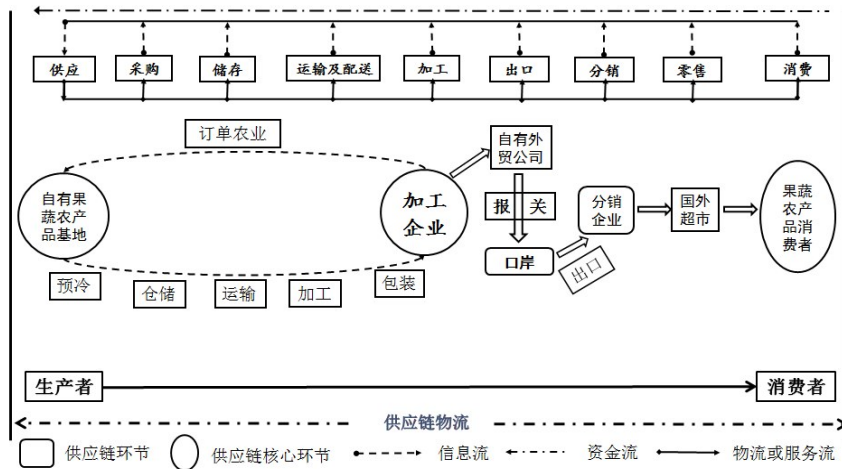 供应 采购 储存 运输及配送 加工 出口 分销 零售 消费
订单农业
自有外
贸公司
自有果
蔬农产
品基地
加工
企业
报 关
分销
企业
国外
超市
果蔬
农产
品消
费者
口岸
出口
预冷 仓储 运输 加工 包装
生产者 消费者
供应链物流
供应链环节 供应链核心环节 信息流 资金流 物流或服务流